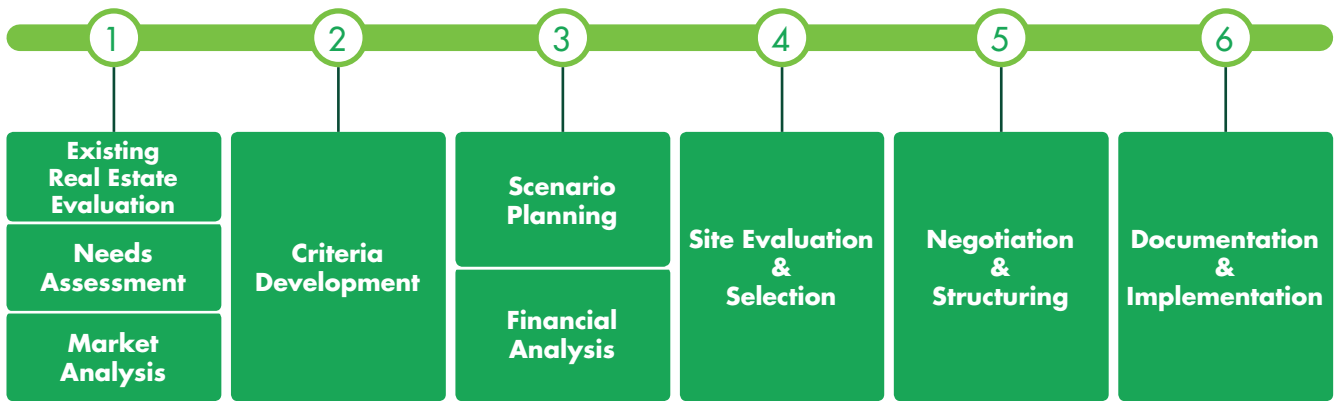 1
2
3
4
5
6
Existing
Real Estate
Evaluation
Needs
Assessment
Market
Analysis
Criteria
Development
Scenario
Planning
Financial
Analysis
Site Evaluation
&
Selection
Negotiation
&
Structuring
Documentation
&
Implementation